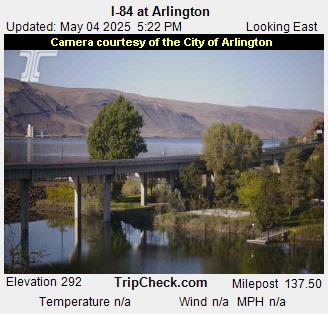 I-84 at Arlington
Updated: May 04 2025  5:22 PM Looking East
Camera courtesy of the City of Arlington
Elevation 292 TripCheck.com Milepost 137.50
Temperature n/a Wind n/a MPH n/a